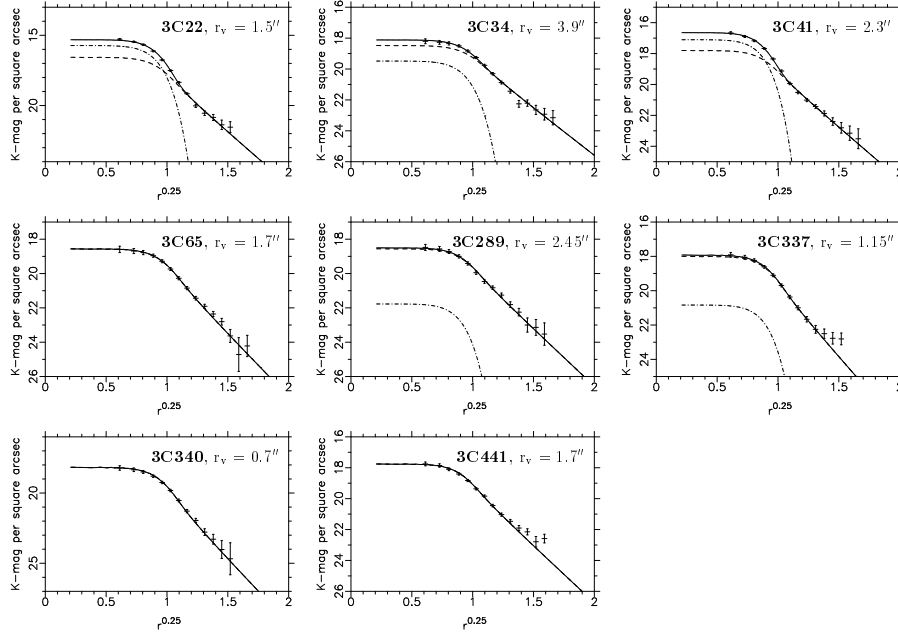 3C22, r_v = 1.5″
K-mag per square arcsec
15
20
0 0.5 1 1.5 2
r^0.25
3C34, r_v = 3.9″
K-mag per square arcsec
16
18
20
22
24
26
0 0.5 1 1.5 2
r^0.25
3C41, r_v = 2.3″
K-mag per square arcsec
16
18
20
22
24
0 0.5 1 1.5 2
r^0.25
3C65, r_v = 1.7″
K-mag per square arcsec
18
20
22
24
26
0 0.5 1 1.5 2
r^0.25
3C289, r_v = 2.45″
K-mag per square arcsec
18
20
22
24
26
0 0.5 1 1.5 2
r^0.25
3C337, r_v = 1.15″
K-mag per square arcsec
16
18
20
22
24
0 0.5 1 1.5 2
r^0.25
3C340, r_v = 0.7″
K-mag per square arcsec
20
25
0 0.5 1 1.5 2
r^0.25
3C441, r_v = 1.7″
K-mag per square arcsec
16
18
20
22
24
26
0 0.5 1 1.5 2
r^0.25